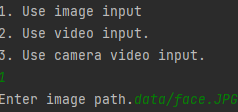 1. Use image input
2. Use video input.
3. Use camera video input.
1
Enter image path.data/face.JPG